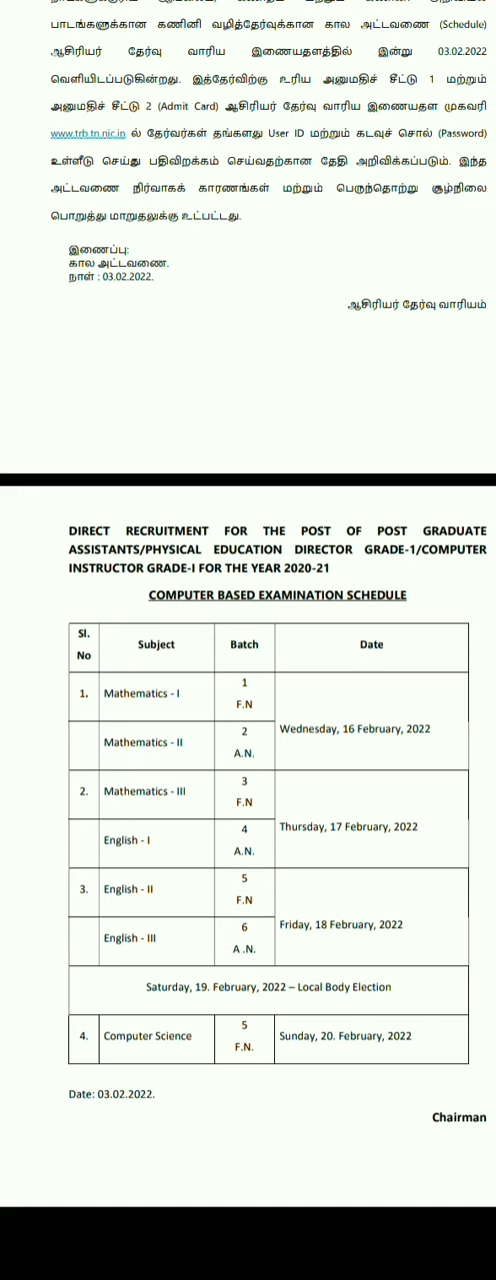 பாடங்களுக்கான கணினி வழித்தேர்வுக்கான கால அட்டவணை (Schedule)
ஆசிரியர் தேர்வு வாரிய இணையதளத்தில் இன்று 03.02.2022
வெளியிடப்படுகின்றது. இத்தேர்விற்கு உரிய அனுமதிச் சீட்டு 1 மற்றும்
அனுமதிச் சீட்டு 2 (Admit Card) ஆசிரியர் தேர்வு வாரிய இணையதள முகவரி
www.trb.tn.nic.in ல் தேர்வர்கள் தங்களது User ID மற்றும் கடவுச் சொல் (Password)
உள்ளீடு செய்து பதிவிறக்கம் செய்வதற்கான தேதி அறிவிக்கப்படும். இந்த
அட்டவணை நிர்வாகக் காரணங்கள் மற்றும் பெருந்தொற்று சூழ்நிலை
பொறுத்து மாறுதலுக்கு உட்பட்டது.
இணைப்பு:
கால அட்டவணை.
நாள் : 03.02.2022.
ஆசிரியர் தேர்வு வாரியம்
DIRECT RECRUITMENT FOR THE POST OF POST GRADUATE
ASSISTANTS/PHYSICAL EDUCATION DIRECTOR GRADE-1/COMPUTER
INSTRUCTOR GRADE-I FOR THE YEAR 2020-21
COMPUTER BASED EXAMINATION SCHEDULE
Sl. No Subject Batch Date
1. Mathematics - I 1 F.N
Wednesday, 16 February, 2022
Mathematics - II 2 A.N.
2. Mathematics - III 3 F.N
Thursday, 17 February, 2022
English - I 4 A.N.
3. English - II 5 F.N
Friday, 18 February, 2022
English - III 6 A .N.
Saturday, 19. February, 2022 – Local Body Election
4. Computer Science 5 F.N. Sunday, 20. February, 2022
Date: 03.02.2022.
Chairman